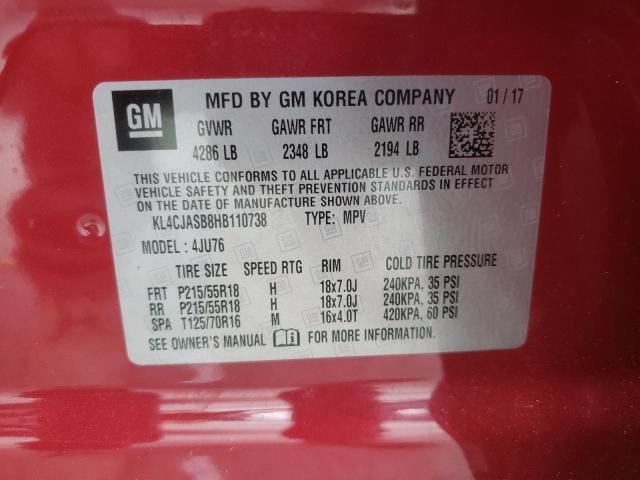 GM MFD BY GM KOREA COMPANY 01 / 17
GVWR GAWR FRT GAWR RR
4286 LB 2348 LB 2194 LB
THIS VEHICLE CONFORMS TO ALL APPLICABLE U.S. FEDERAL MOTOR
VEHICLE SAFETY AND THEFT PREVENTION STANDARDS IN EFFECT
ON THE DATE OF MANUFACTURE SHOWN ABOVE.
KL4CJASB8HB110738 TYPE: MPV
MODEL : 4JU76
TIRE SIZE SPEED RTG RIM COLD TIRE PRESSURE
FRT P215/55R18 H 18x7.0J 240KPA, 35 PSI
RR P215/55R18 H 18x7.0J 240KPA, 35 PSI
SPA T125/70R16 M 16x4.0T 420KPA, 60 PSI
SEE OWNER'S MANUAL FOR MORE INFORMATION.